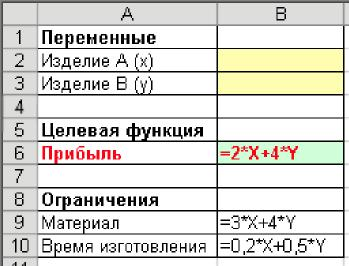 A B
1 Переменные
2 Изделие A (x)
3 Изделие B (y)
4
5 Целевая функция
6 Прибыль =2*X+4*Y
7
8 Ограничения
9 Материал =3*X+4*Y
10 Время изготовления =0,2*X+0,5*Y